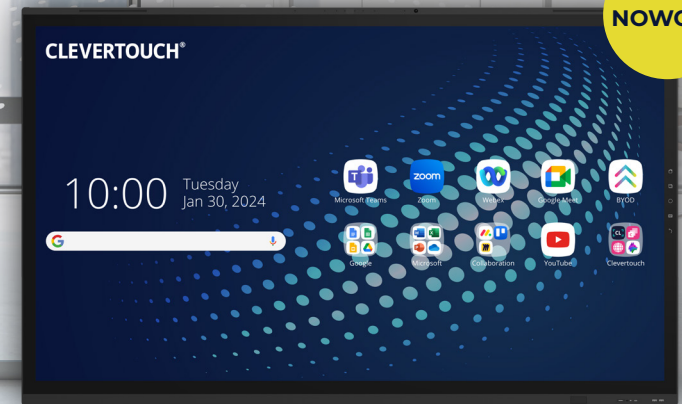 NOWO
CLEVERTOUCH®
10:00
Tuesday
Jan 30, 2024
zoom
Microsoft Teams
Zoom
Webex
Google Meet
BYOD
Google
Microsoft
Collaboration
YouTube
Clevertouch